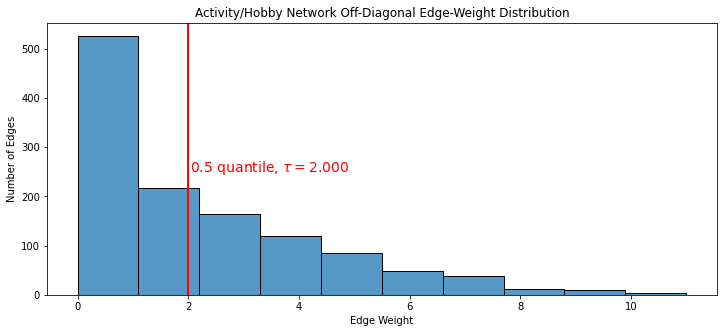 Activity/Hobby Network Off-Diagonal Edge-Weight Distribution
Number of Edges
500
400
300
200
100
0
0.5 quantile, τ = 2.000
0 2 4 6 8 10
Edge Weight